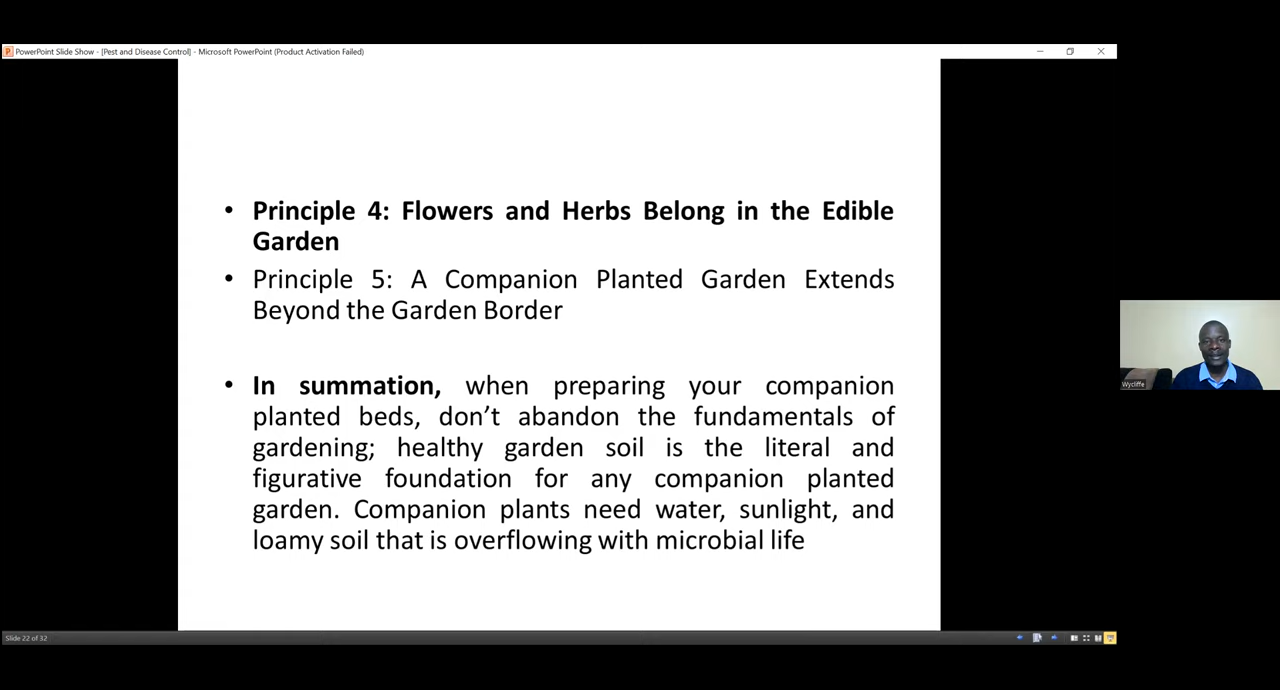 PowerPoint Slide Show - [Pest and Disease Control] - Microsoft PowerPoint (Product Activation Failed)
• Principle 4: Flowers and Herbs Belong in the Edible
Garden
• Principle 5: A Companion Planted Garden Extends
Beyond the Garden Border
• In summation, when preparing your companion
planted beds, don’t abandon the fundamentals of
gardening; healthy garden soil is the literal and
figurative foundation for any companion planted
garden. Companion plants need water, sunlight, and
loamy soil that is overflowing with microbial life
Wycliffe
Slide 22 of 32